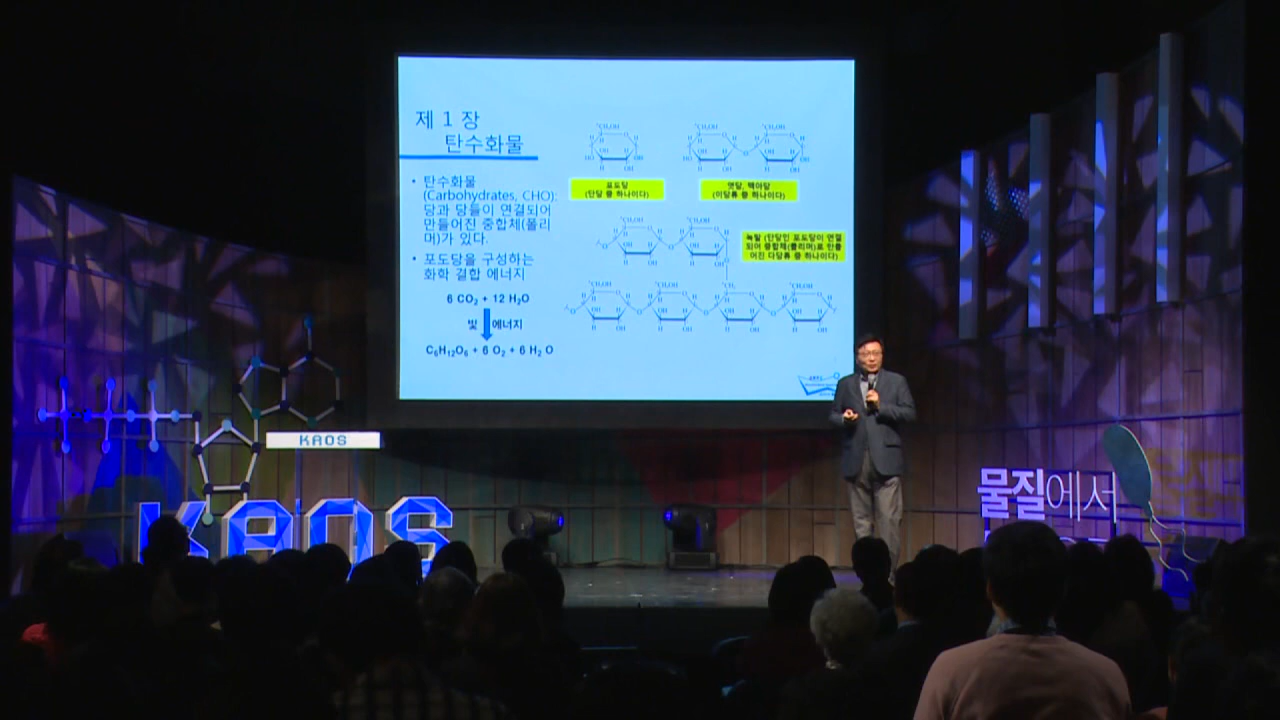 제 1 장
탄수화물
• 탄수화물
(Carbohydrates, CHO):
당과 당들이 연결되어
만들어진 중합체(폴리
머)가 있다.
• 포도당을 구성하는
화학 결합 에너지
6 CO₂ + 12 H₂O
빛 에너지
C₆H₁₂O₆ + 6 O₂ + 6 H₂ O
포도당
(단당 중 하나이다)
엿당, 맥아당
(이당류 중 하나이다)
녹말 (단당인 포도당이 연결
되어 중합체(폴리머)로 만들
어진 다당류 중 하나이다)
KAOS
KAOS
물질에서